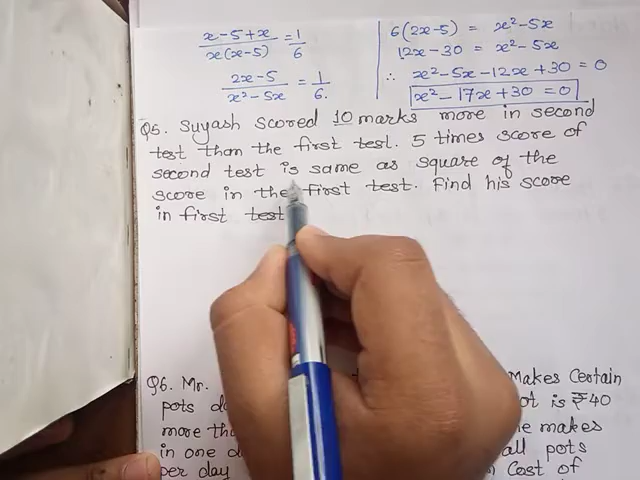 x-5+x / x(x-5) = 1/6
2x-5 / x²-5x = 1/6.
6(2x-5) = x²-5x
12x-30 = x²-5x
∴ x²-5x-12x+30 = 0
x²-17x+30 = 0
Q5. Suyash scored 10 marks more in second
test than the first test. 5 times score of
second test is same as square of the
score in the first test. Find his score
in first test
Q6. Mr. Makes Certain
pots ot is ₹40
more makes
in one all pots
per day Cost of